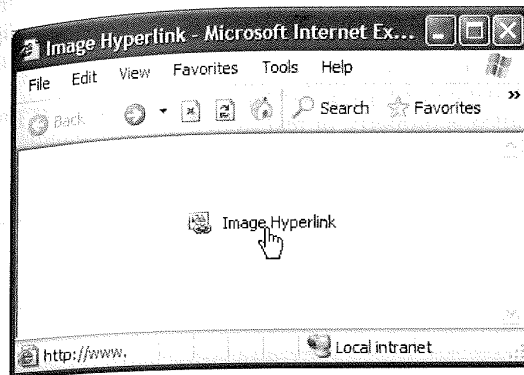 Image Hyperlink - Microsoft Internet Ex...
File Edit View Favorites Tools Help
Back Search Favorites »
Image Hyperlink
http://www. Local intranet